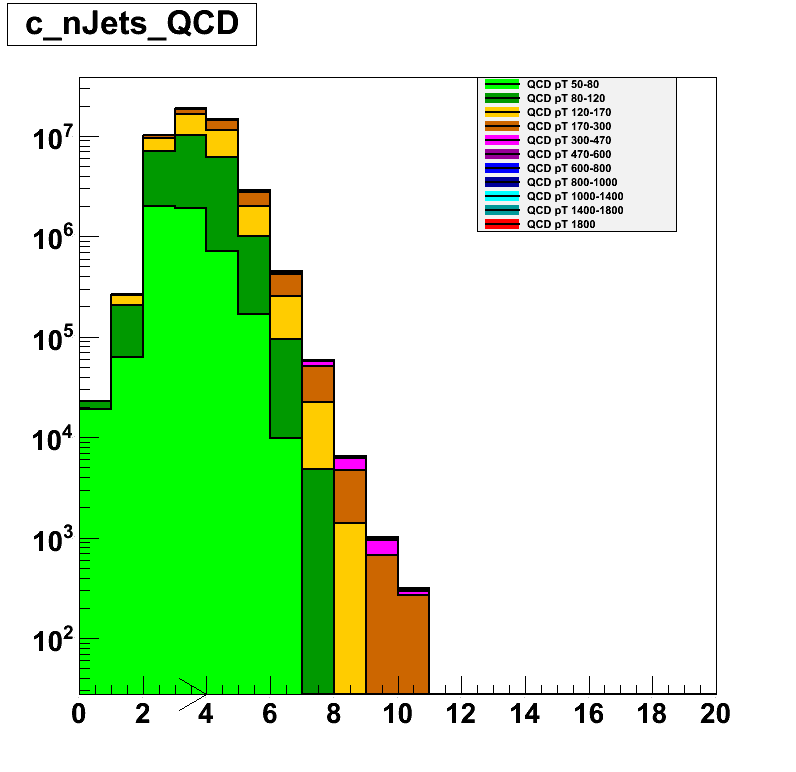 c_nJets_QCD
QCD pT 50-80
QCD pT 80-120
QCD pT 120-170
QCD pT 170-300
QCD pT 300-470
QCD pT 470-600
QCD pT 600-800
QCD pT 800-1000
QCD pT 1000-1400
QCD pT 1400-1800
QCD pT 1800
10⁷
10⁶
10⁵
10⁴
10³
10²
0 2 4 6 8 10 12 14 16 18 20